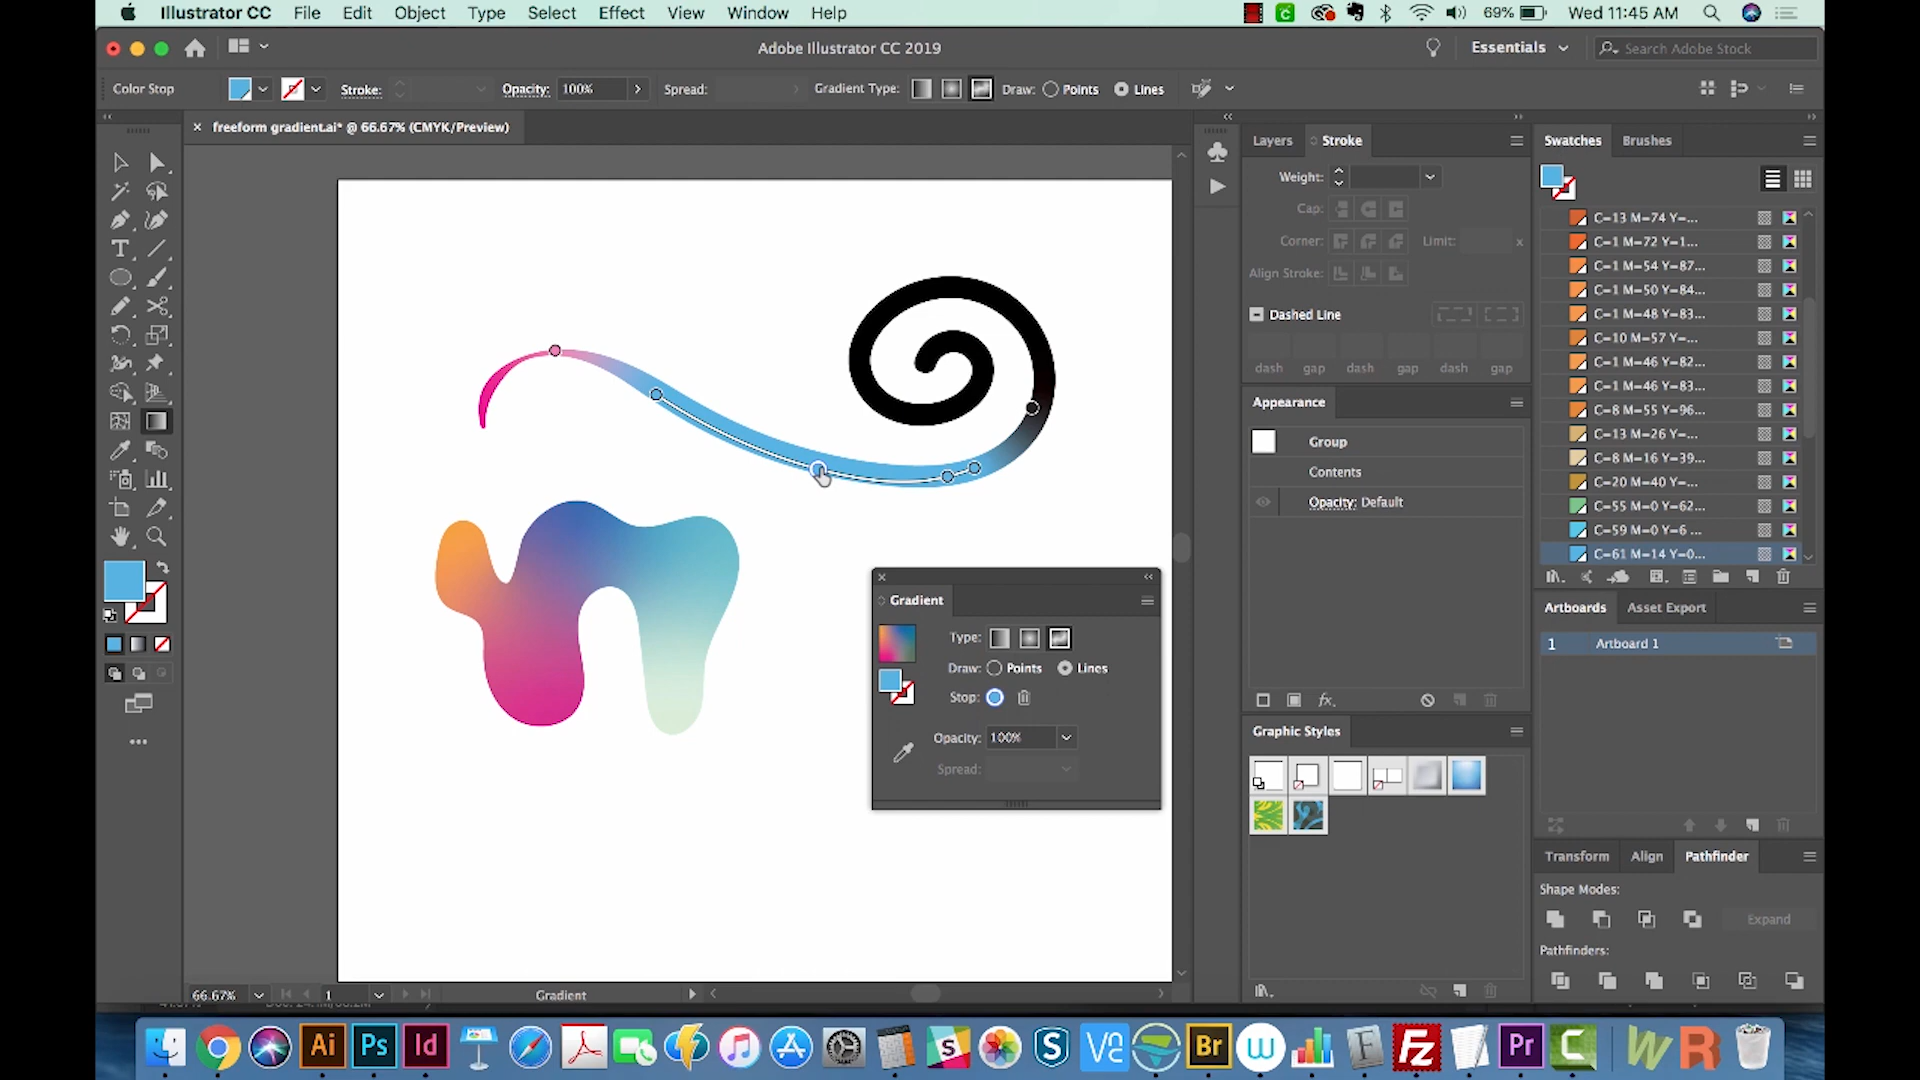 Illustrator CC File Edit Object Type Select Effect View Window Help
69% Wed 11:45 AM
Adobe Illustrator CC 2019
Essentials
Search Adobe Stock
Color Stop
Stroke:
Opacity: 100%
Spread:
Gradient Type:
Draw: Points Lines
× freeform gradient.ai* @ 66.67% (CMYK/Preview)
Layers Stroke
Weight:
Cap:
Corner:
Limit: x
Align Stroke:
Dashed Line
dash gap dash gap dash gap
Appearance
Group
Contents
Opacity: Default
Graphic Styles
Swatches Brushes
C=13 M=74 Y=...
C=1 M=72 Y=1...
C=1 M=54 Y=87...
C=1 M=50 Y=84...
C=1 M=48 Y=83...
C=10 M=57 Y=...
C=1 M=46 Y=82...
C=1 M=46 Y=83...
C=8 M=55 Y=96...
C=13 M=26 Y=...
C=8 M=16 Y=39...
C=20 M=40 Y=...
C=55 M=0 Y=62...
C=59 M=0 Y=6 ...
C=61 M=14 Y=0...
Artboards Asset Export
1 Artboard 1
Transform Align Pathfinder
Shape Modes:
Expand
Pathfinders:
Gradient
Type:
Draw: Points Lines
Stop:
Opacity: 100%
Spread:
66.67% 1 Gradient
Ai Ps Id S Br W F Fz Pr C W R